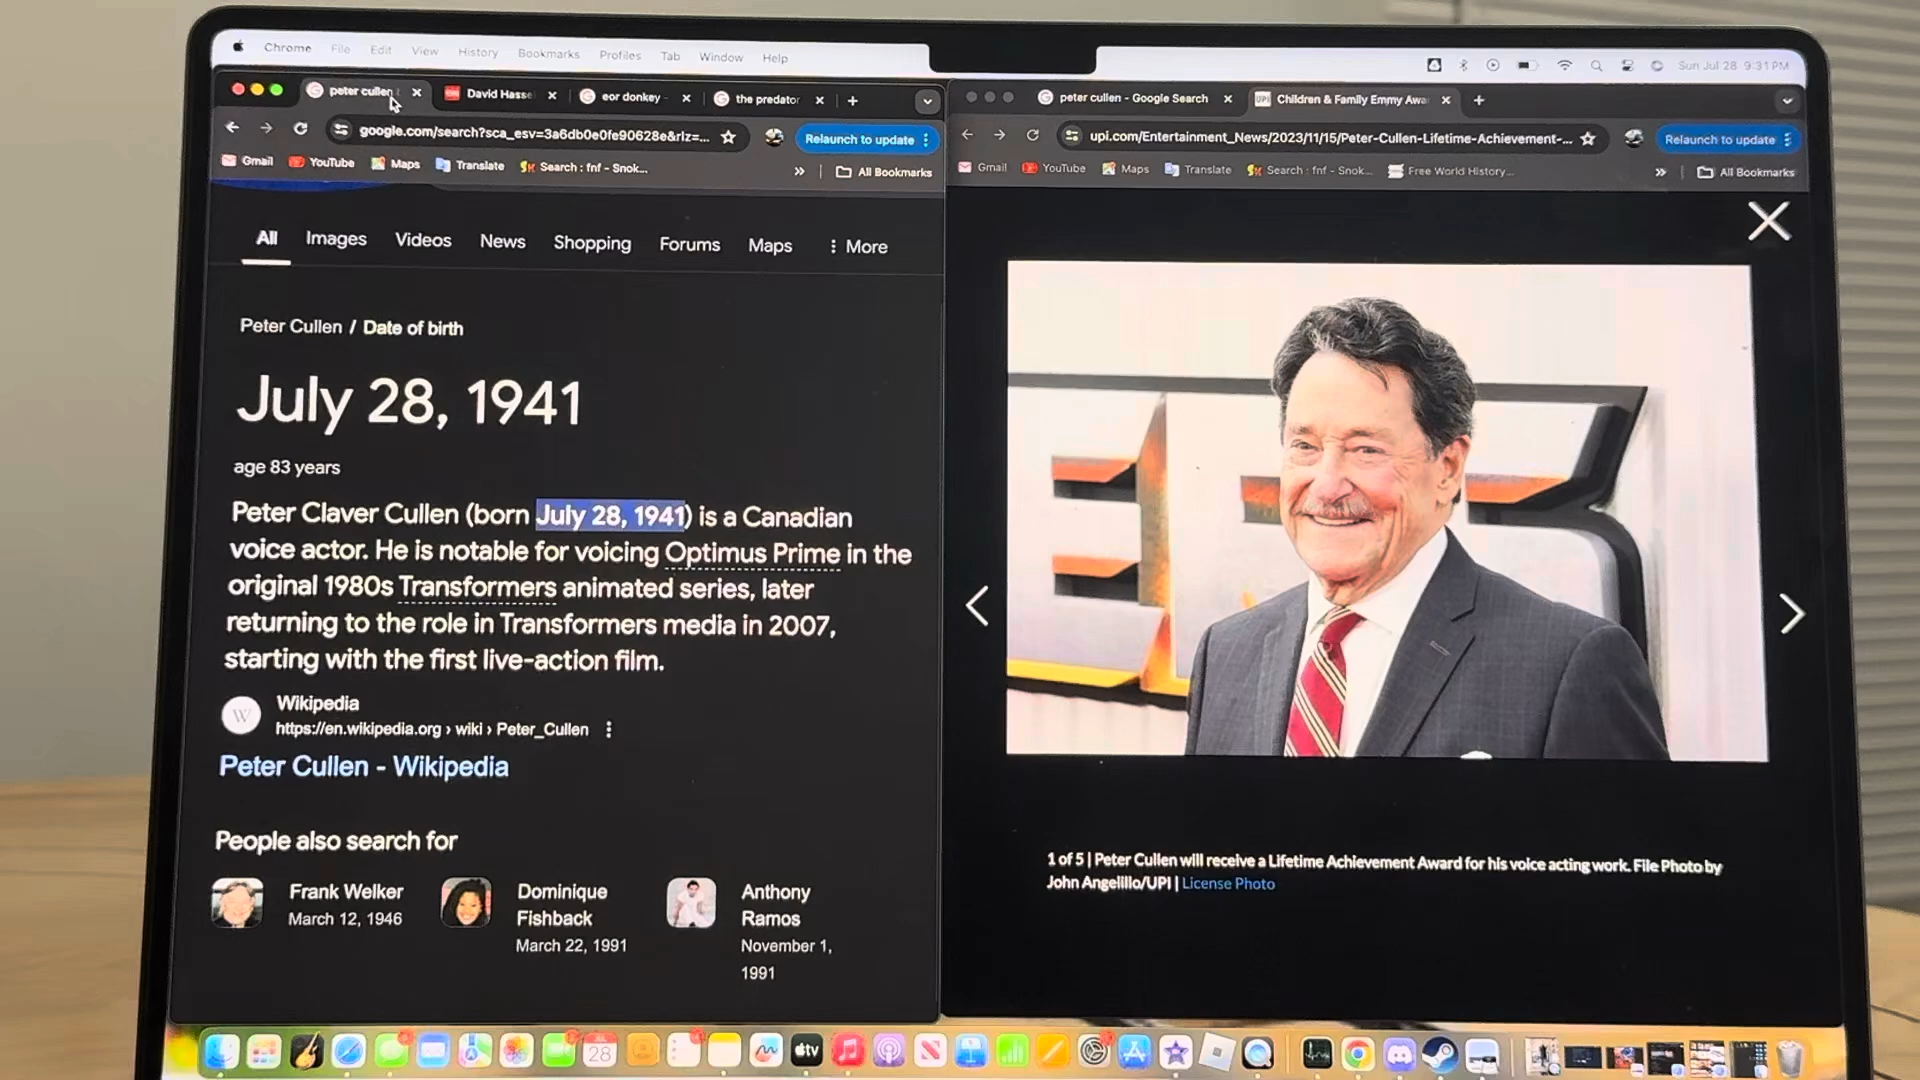 Chrome File Edit View History Bookmarks Profiles Tab Window Help
Sun Jul 28 9:31 PM
peter cullen
David Hasse
eor donkey
the predator
google.com/search?sca_esv=3a6db0e0fe90628e&rlz=...
Relaunch to update
Gmail YouTube Maps Translate Search : fnf - Snok... » All Bookmarks
All Images Videos News Shopping Forums Maps More
Peter Cullen / Date of birth
July 28, 1941
age 83 years
Peter Claver Cullen (born July 28, 1941) is a Canadian
voice actor. He is notable for voicing Optimus Prime in the
original 1980s Transformers animated series, later
returning to the role in Transformers media in 2007,
starting with the first live-action film.
W
Wikipedia
https://en.wikipedia.org › wiki › Peter_Cullen
Peter Cullen - Wikipedia
People also search for
Frank Welker
March 12, 1946
Dominique
Fishback
March 22, 1991
Anthony
Ramos
November 1,
1991
peter cullen - Google Search
UPI Children & Family Emmy Awa
upi.com/Entertainment_News/2023/11/15/Peter-Cullen-Lifetime-Achievement-...
Relaunch to update
Gmail YouTube Maps Translate Search : fnf - Snok... Free World History... » All Bookmarks
1 of 5 | Peter Cullen will receive a Lifetime Achievement Award for his voice acting work. File Photo by
John Angelillo/UPI | License Photo
28
tv